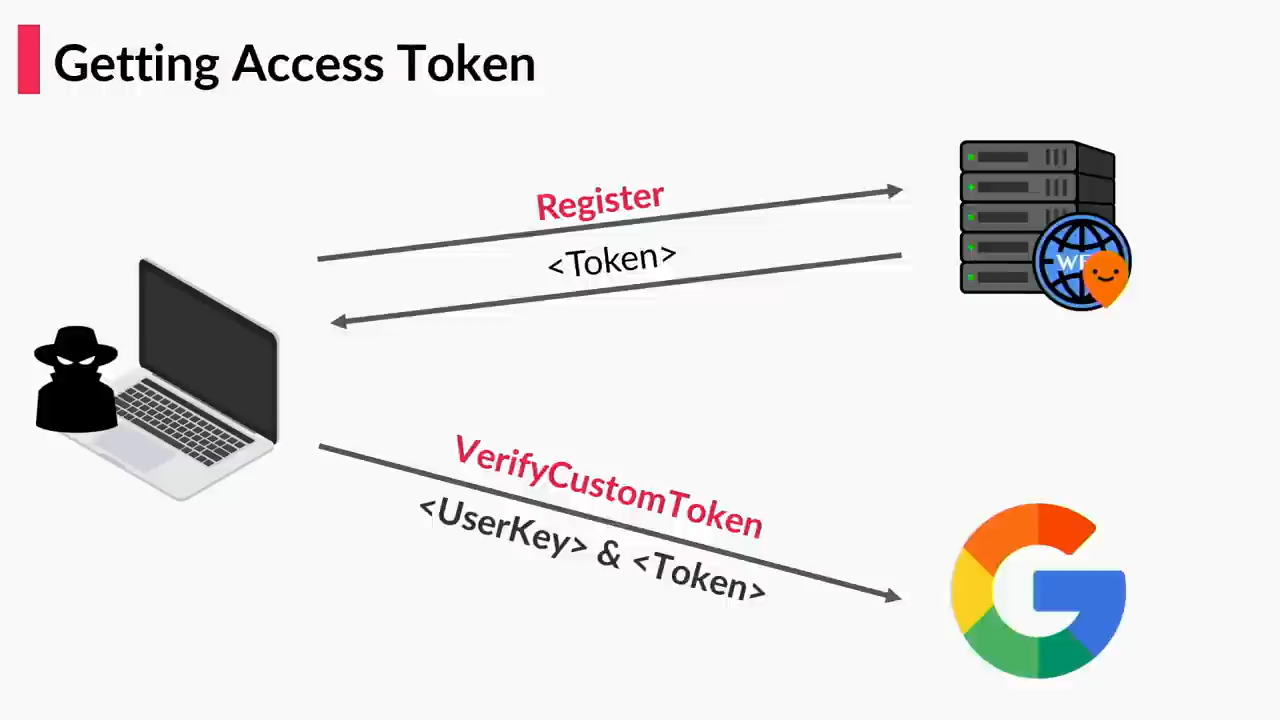 Getting Access Token
Register
<Token>
VerifyCustomToken
<UserKey> & <Token>